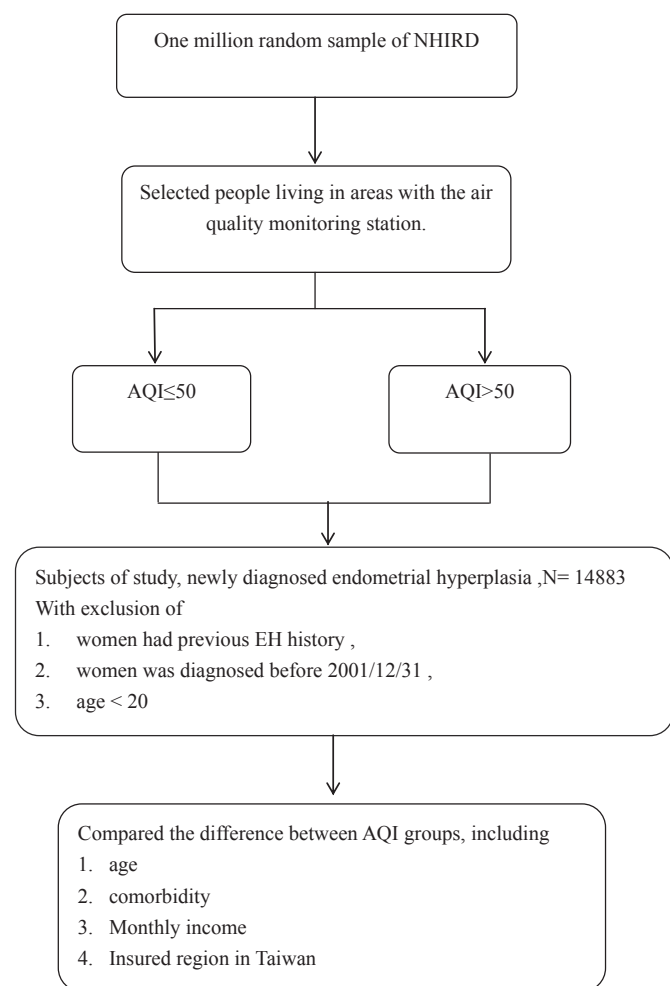 One million random sample of NHIRD
Selected people living in areas with the air
quality monitoring station.
AQI≤50
AQI>50
Subjects of study, newly diagnosed endometrial hyperplasia ,N= 14883
With exclusion of
1. women had previous EH history ,
2. women was diagnosed before 2001/12/31 ,
3. age < 20
Compared the difference between AQI groups, including
1. age
2. comorbidity
3. Monthly income
4. Insured region in Taiwan